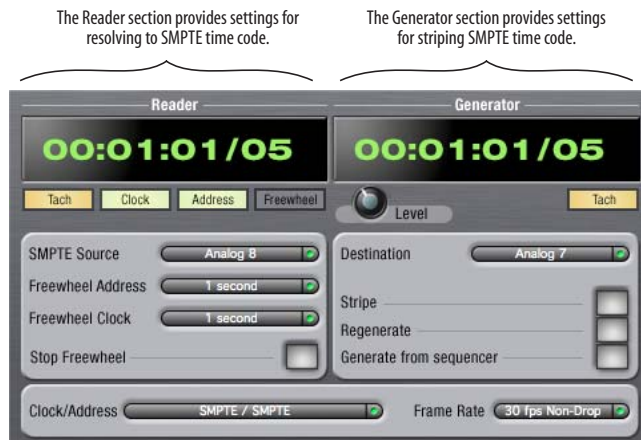 The Reader section provides settings for
resolving to SMPTE time code.
The Generator section provides settings
for striping SMPTE time code.
Reader
00:01:01/05
Tach Clock Address Freewheel
SMPTE Source Analog 8
Freewheel Address 1 second
Freewheel Clock 1 second
Stop Freewheel
Generator
00:01:01/05
Level Tach
Destination Analog 7
Stripe
Regenerate
Generate from sequencer
Clock/Address SMPTE / SMPTE Frame Rate 30 fps Non-Drop